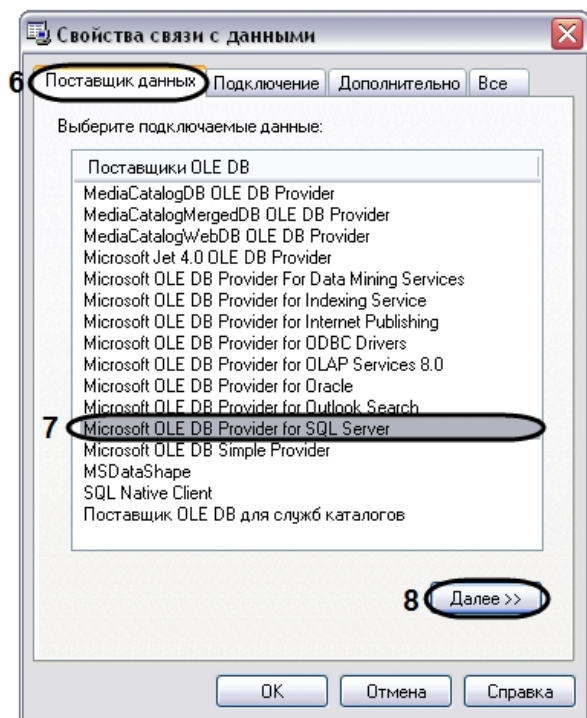 Свойства связи с данными
6 Поставщик данных Подключение Дополнительно Все
Выберите подключаемые данные:
Поставщики OLE DB
MediaCatalogDB OLE DB Provider
MediaCatalogMergedDB OLE DB Provider
MediaCatalogWebDB OLE DB Provider
Microsoft Jet 4.0 OLE DB Provider
Microsoft OLE DB Provider For Data Mining Services
Microsoft OLE DB Provider for Indexing Service
Microsoft OLE DB Provider for Internet Publishing
Microsoft OLE DB Provider for ODBC Drivers
Microsoft OLE DB Provider for OLAP Services 8.0
Microsoft OLE DB Provider for Oracle
Microsoft OLE DB Provider for Outlook Search
7 Microsoft OLE DB Provider for SQL Server
Microsoft OLE DB Simple Provider
MSDataShape
SQL Native Client
Поставщик OLE DB для служб каталогов
8 Далее >>
OK Отмена Справка